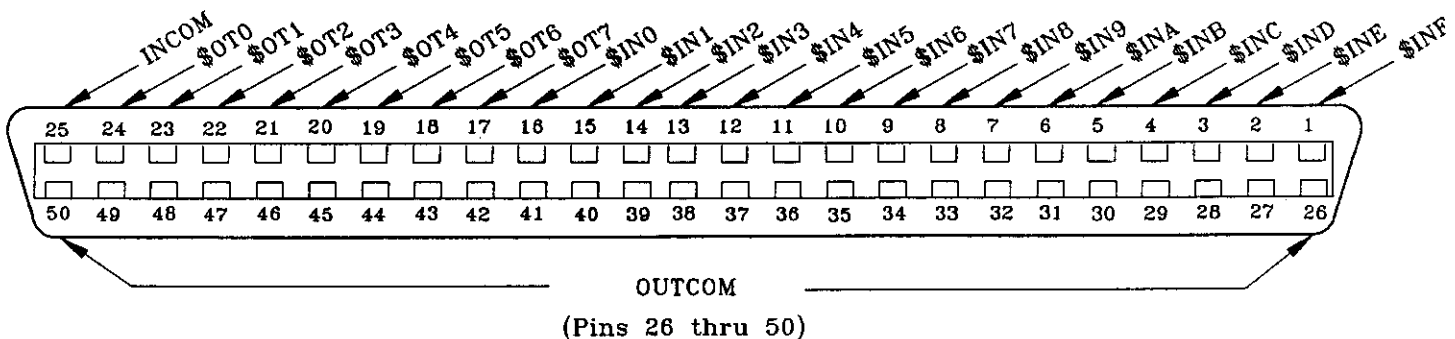 INCOM $OT0 $OT1 $OT2 $OT3 $OT4 $OT5 $OT6 $OT7 $IN0 $IN1 $IN2 $IN3 $IN4 $IN5 $IN6 $IN7 $IN8 $IN9 $INA $INB $INC $IND $INE $INF
25 24 23 22 21 20 19 18 17 16 15 14 13 12 11 10 9 8 7 6 5 4 3 2 1
50 49 48 47 46 45 44 43 42 41 40 39 38 37 36 35 34 33 32 31 30 29 28 27 26
OUTCOM
(Pins 26 thru 50)